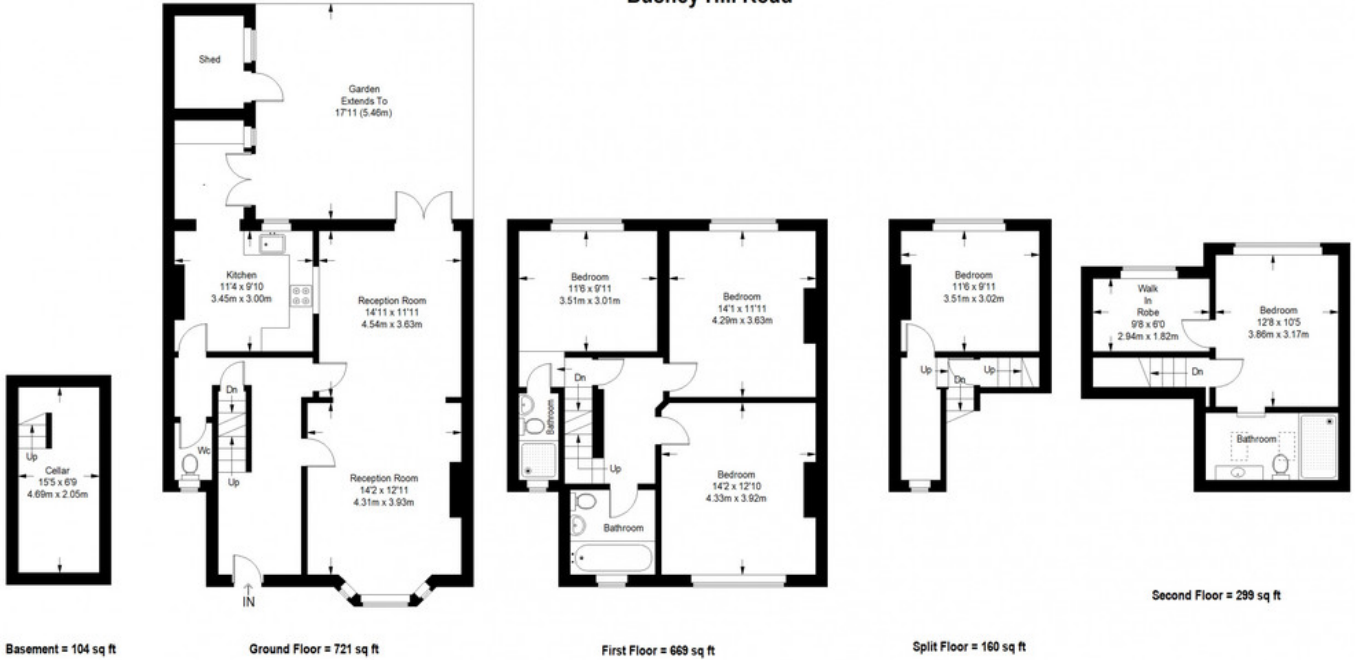 Shed
Garden
Extends To
17'11 (5.46m)
Kitchen
11'4 x 9'10
3.45m x 3.00m
Reception Room
14'11 x 11'11
4.54m x 3.63m
Dn
Up
Wc
Reception Room
14'2 x 12'11
4.31m x 3.93m
IN
Up
Cellar
15'5 x 6'9
4.69m x 2.05m
Bedroom
11'6 x 9'11
3.51m x 3.01m
Bedroom
14'1 x 11'11
4.29m x 3.63m
Dn
Bathroom
Up
Bedroom
14'2 x 12'10
4.33m x 3.92m
Bathroom
Bedroom
11'6 x 9'11
3.51m x 3.02m
Up
Dn
Up
Walk
In
Robe
9'8 x 6'0
2.94m x 1.82m
Bedroom
12'8 x 10'5
3.86m x 3.17m
Dn
Bathroom
Second Floor = 299 sq ft
Basement = 104 sq ft
Ground Floor = 721 sq ft
First Floor = 669 sq ft
Split Floor = 160 sq ft